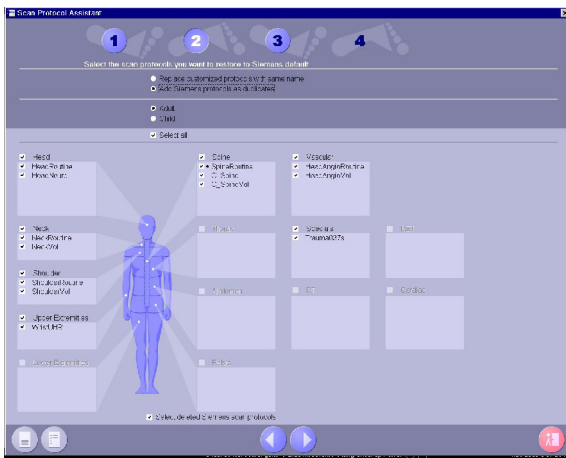 Scan Protocol Assistant
1 2 3 4
Select the scan protocols you want to restore to Siemens default
Replace customized protocols with same name
Add Siemens protocols as duplicates
Adult
Child
Select all
Head
HeadRoutine
HeadNeuro
Spine
SpineRoutine
C_Spine
C_SpineVol
Vascular
HeadAngioRoutine
HeadAngioVol
Neck
NeckRoutine
NeckVol
Thorax
Specials
Trauma037s
Shoulder
ShoulderRoutine
ShoulderVol
Abdomen
Cardiac
Upper Extremities
WristUHR
Lower Extremities
Pelvis
Select deleted Siemens scan protocols